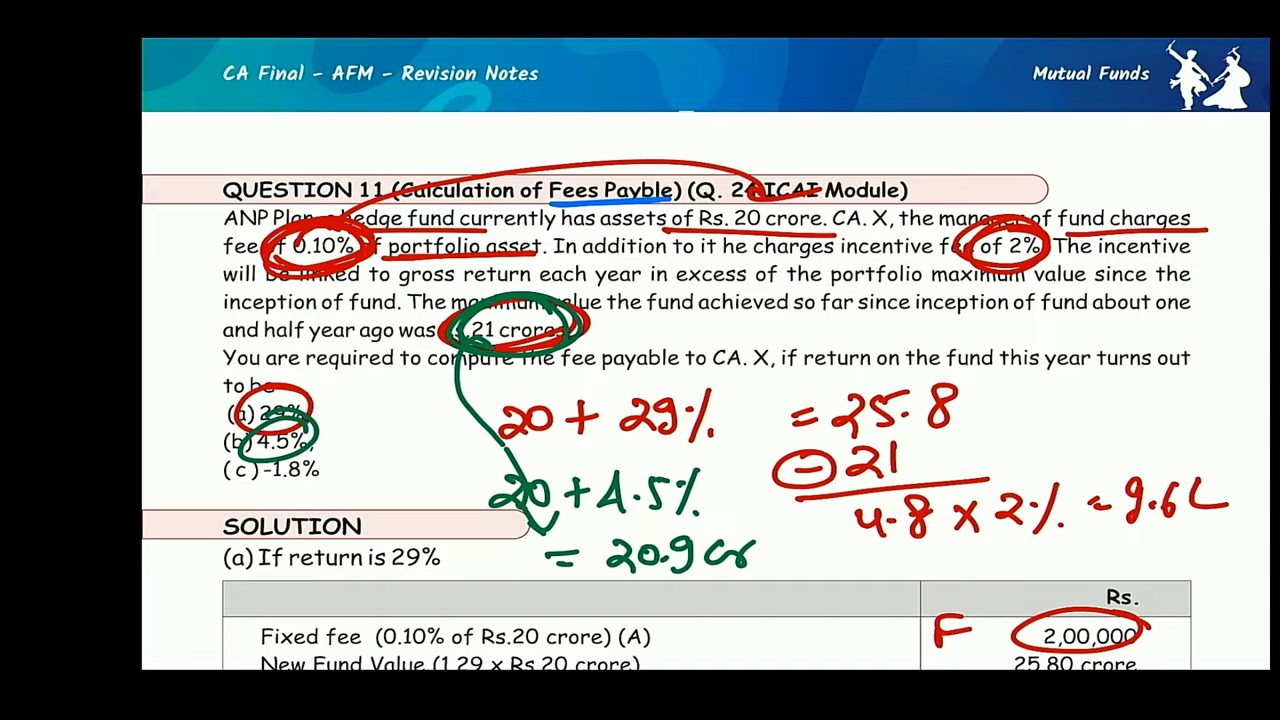 CA Final - AFM - Revision Notes
Mutual Funds
QUESTION 11 (Calculation of Fees Payble) (Q. 24 ICAI Module)
ANP Plan, a hedge fund currently has assets of Rs. 20 crore. CA. X, the manager of fund charges
fee of 0.10% of portfolio asset. In addition to it he charges incentive fee of 2%. The incentive
will be linked to gross return each year in excess of the portfolio maximum value since the
inception of fund. The maximum value the fund achieved so far since inception of fund about one
and half year ago was Rs.21 crores.
You are required to compute the fee payable to CA. X, if return on the fund this year turns out
to be
(a) 29%,
(b) 4.5%,
(c) -1.8%
20 + 29% = 25.8
- 21
4.8 x 2% = 9.6L
20 + 4.5%
= 20.9 Cr
SOLUTION
(a) If return is 29%
Rs.
Fixed fee (0.10% of Rs.20 crore) (A) F 2,00,000
New Fund Value (1.29 x Rs.20 crore) 25.80 crore